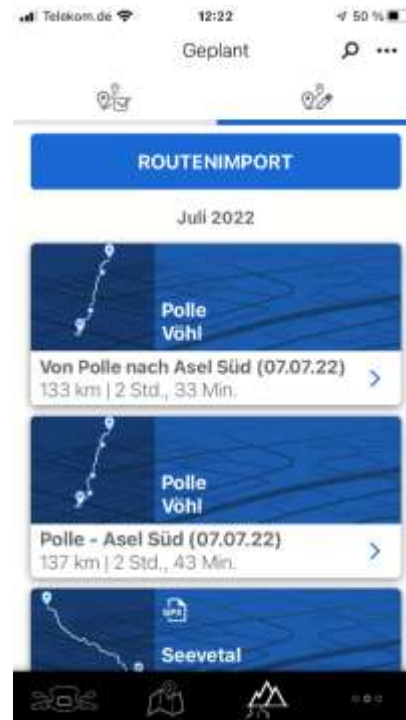 Telekom.de 12:22 50 %
Geplant
ROUTENIMPORT
Juli 2022
Polle
Vöhl
Von Polle nach Asel Süd (07.07.22)
133 km | 2 Std., 33 Min.
Polle
Vöhl
Polle - Asel Süd (07.07.22)
137 km | 2 Std., 43 Min.
GPX
Seevetal